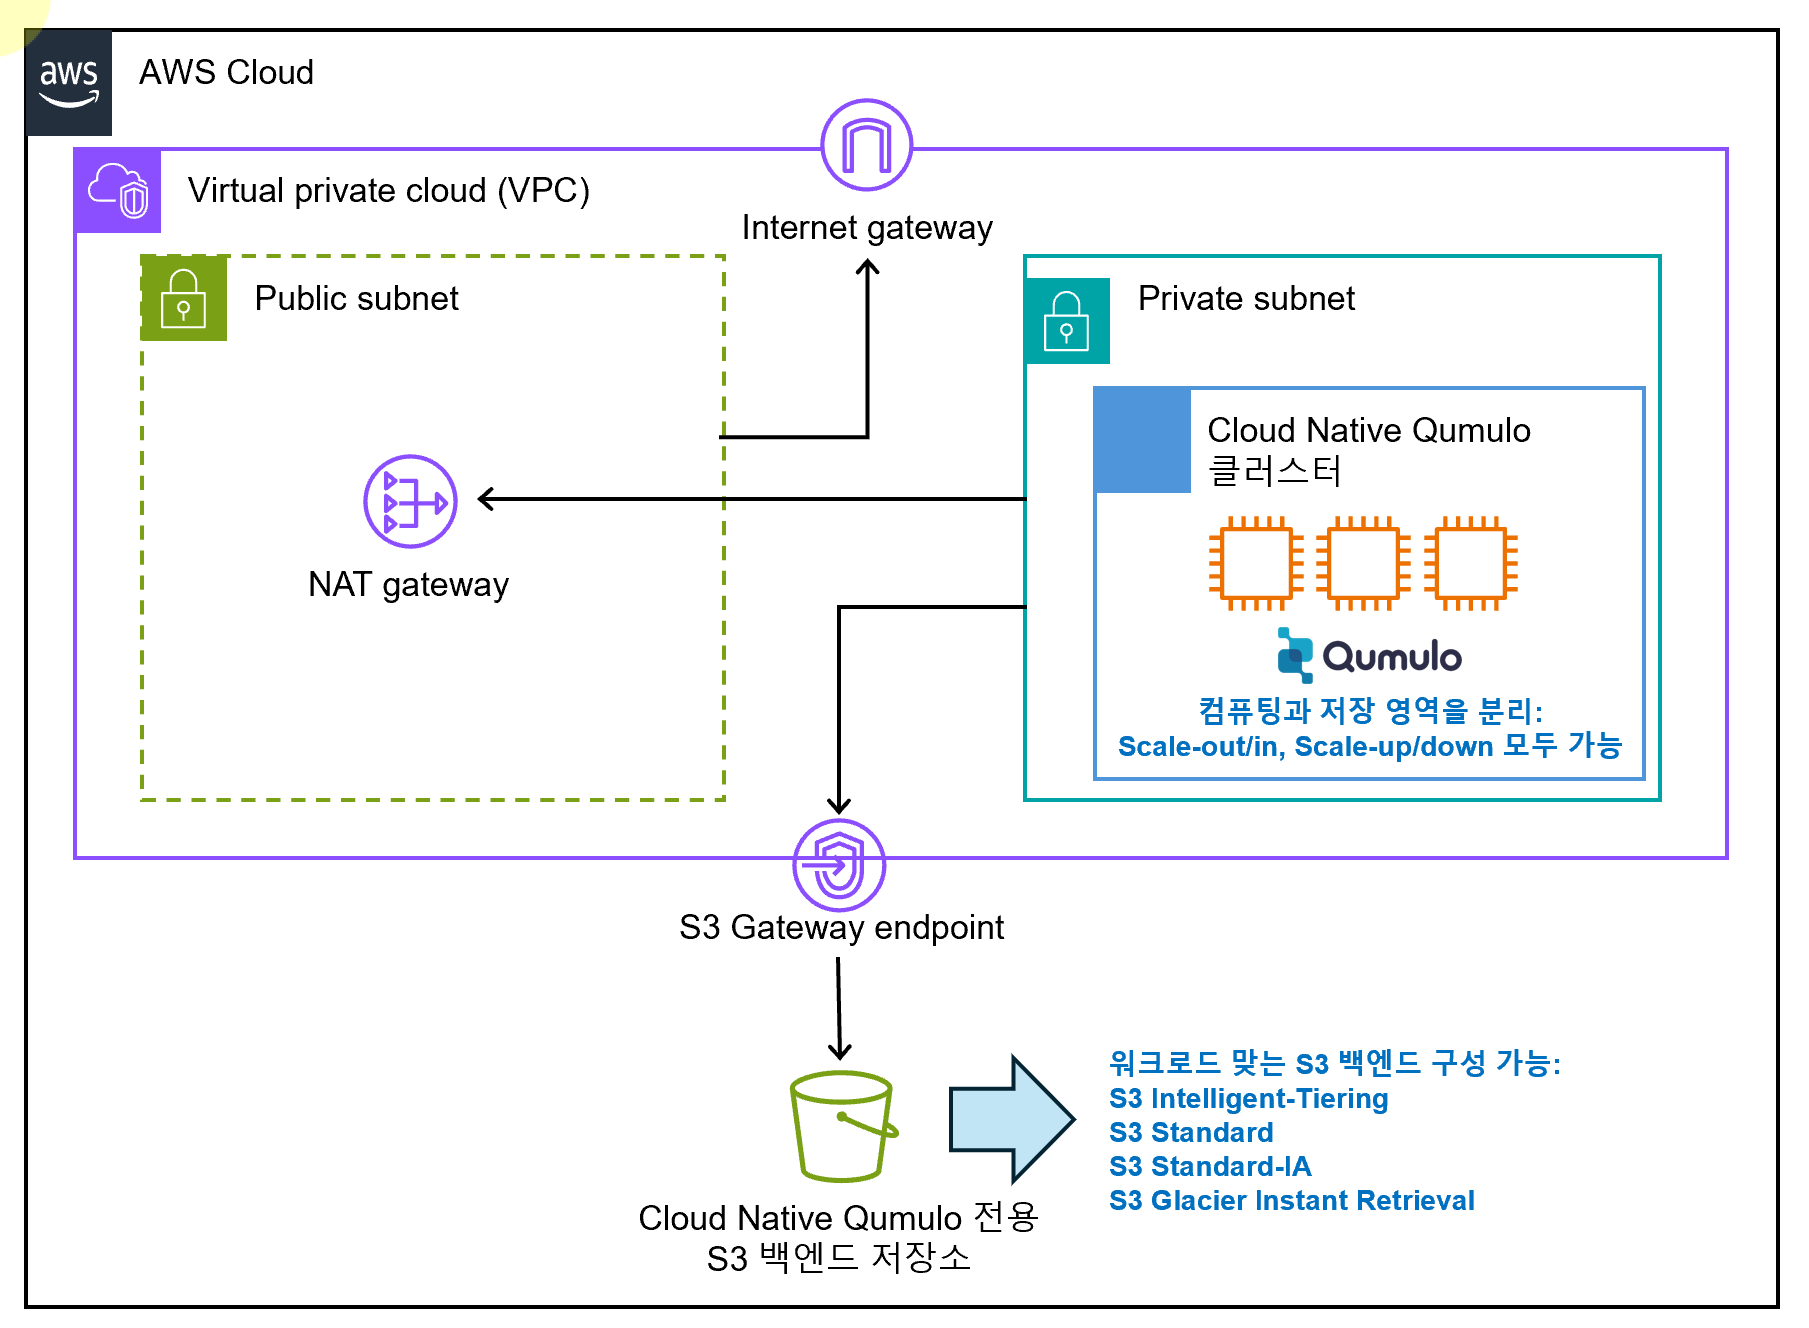 aws
AWS Cloud
Virtual private cloud (VPC)
Internet gateway
Public subnet
Private subnet
Cloud Native Qumulo
클러스터
NAT gateway
Qumulo
컴퓨팅과 저장 영역을 분리:
Scale-out/in, Scale-up/down 모두 가능
S3 Gateway endpoint
워크로드 맞는 S3 백엔드 구성 가능:
S3 Intelligent-Tiering
S3 Standard
S3 Standard-IA
S3 Glacier Instant Retrieval
Cloud Native Qumulo 전용
S3 백엔드 저장소